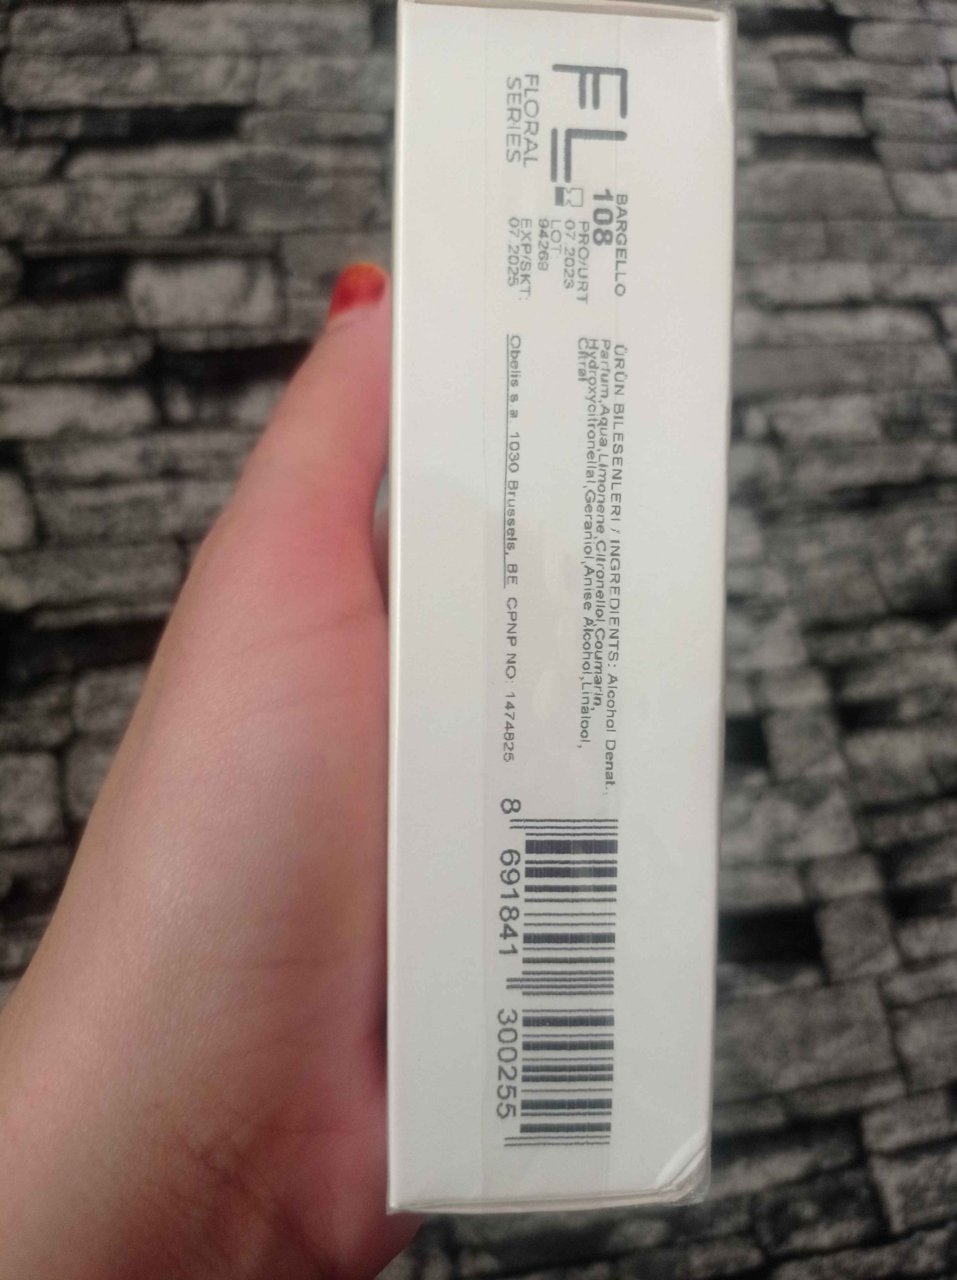 FL.
FLORAL
SERIES
BARGELLO
108
PRO/URT
07 2023
LOT:
94269
EXP/SKT:
07 2025
ÜRÜN BILESENLERI / INGREDIENTS: Alcohol Denat.,
Parfum,Aqua,Limonene,Citronellol,Coumarin,
Hydroxycitronellal,Geraniol,Anise Alcohol,Linalool,
Citral
Obelis s.a. 1030 Brussels, BE CPNP NO: 1474825
8 691841 300255